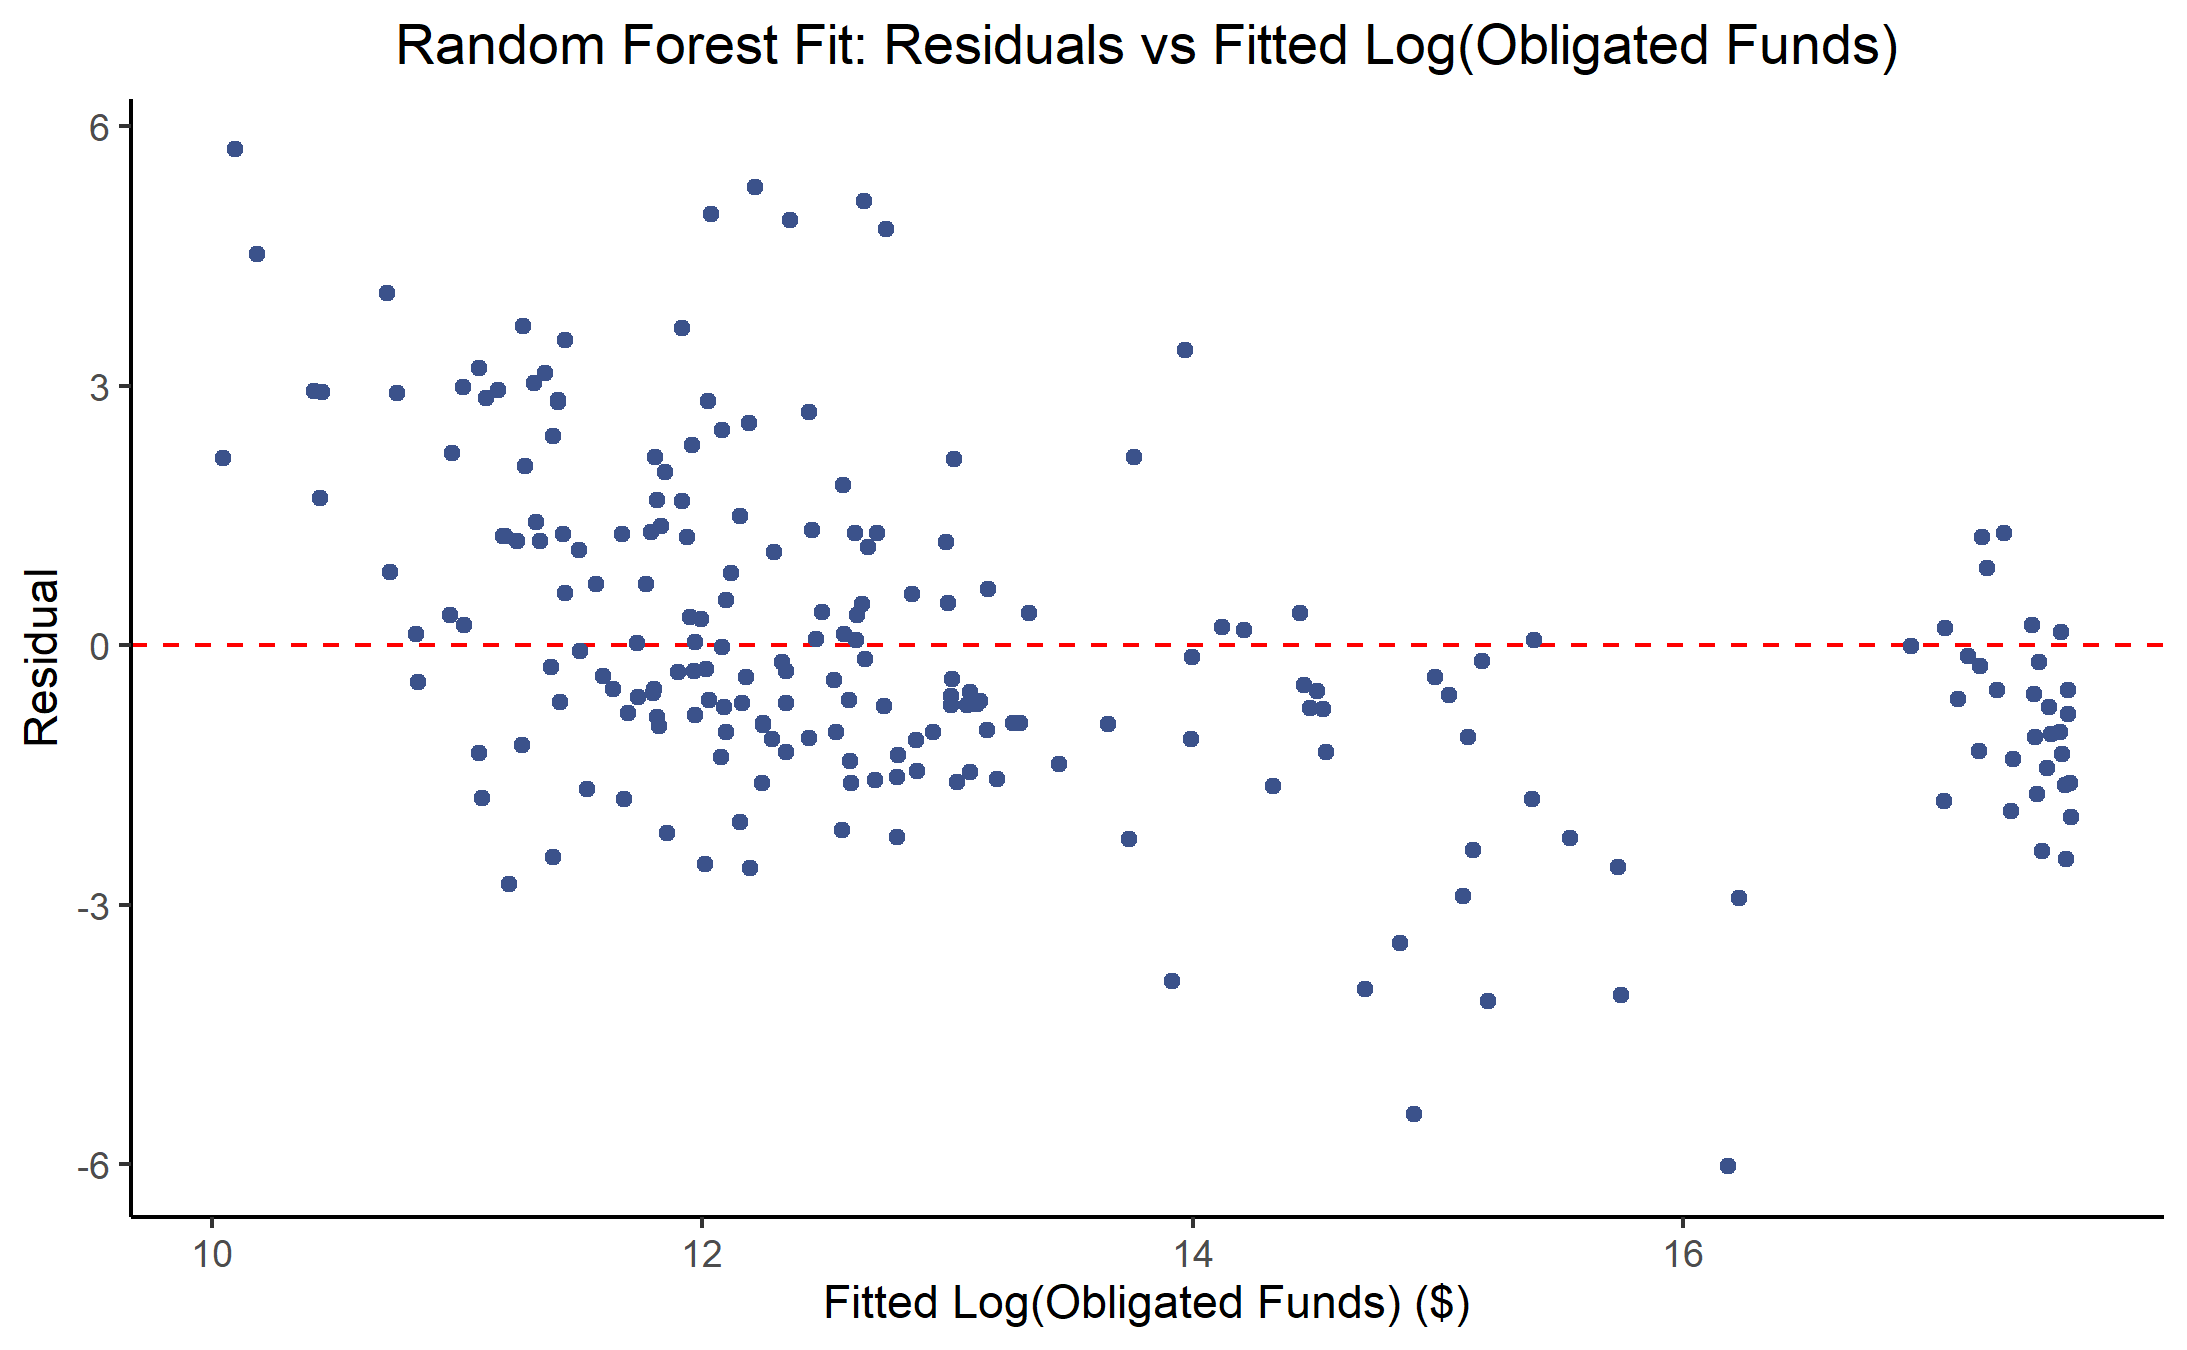 Random Forest Fit: Residuals vs Fitted Log(Obligated Funds)
6
3
0
-3
-6
Residual
10 12 14 16
Fitted Log(Obligated Funds) ($)